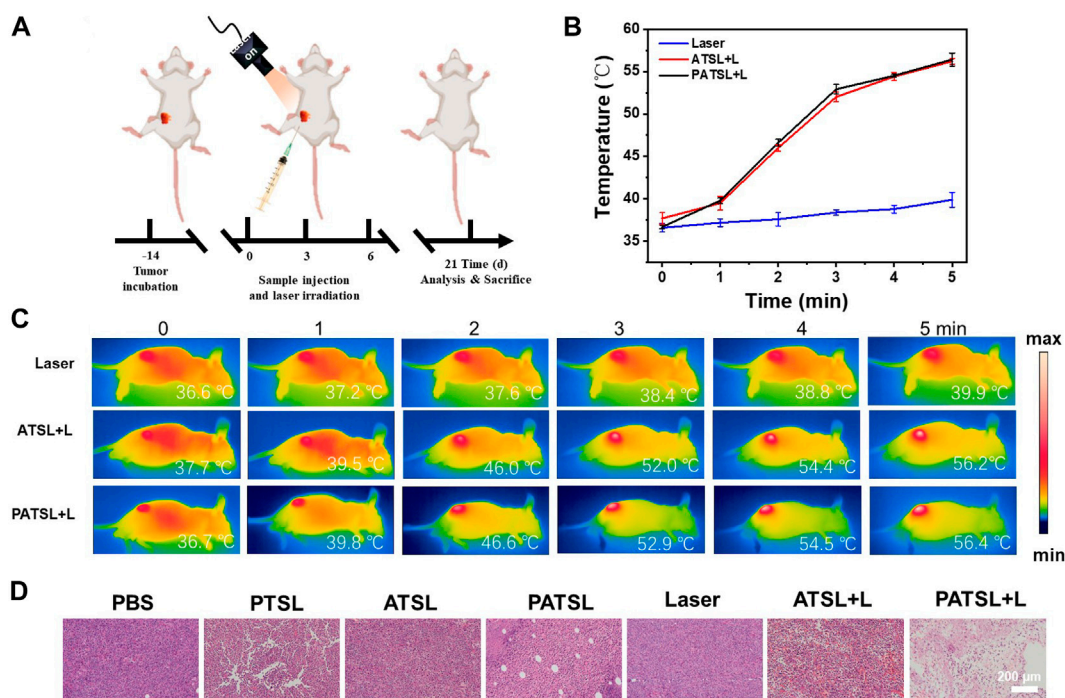 A
on
-14
Tumor
incubation
0
3
6
Sample injection
and laser irradiation
21 Time (d)
Analysis & Sacrifice
B
Temperature (℃)
60
55
50
45
40
35
Laser
ATSL+L
PATSL+L
0 1 2 3 4 5
Time (min)
C
0 1 2 3 4 5 min
Laser
36.6 ℃ 37.2 ℃ 37.6 ℃ 38.4 ℃ 38.8 ℃ 39.9 ℃
ATSL+L
37.7 ℃ 39.5 ℃ 46.0 ℃ 52.0 ℃ 54.4 ℃ 56.2 ℃
PATSL+L
36.7 ℃ 39.8 ℃ 46.6 ℃ 52.9 ℃ 54.5 ℃ 56.4 ℃
max
min
D
PBS PTSL ATSL PATSL Laser ATSL+L PATSL+L
200 μm